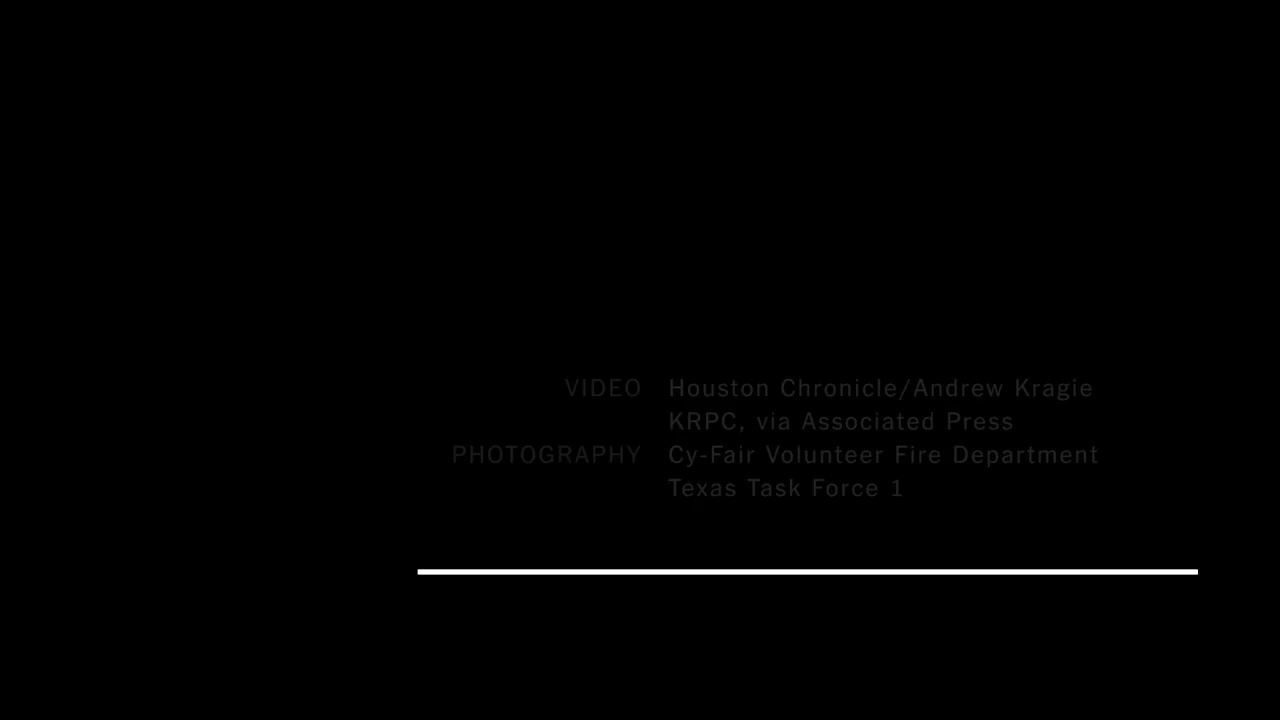 VIDEO Houston Chronicle/Andrew Kragie
KRPC, via Associated Press
PHOTOGRAPHY Cy-Fair Volunteer Fire Department
Texas Task Force 1